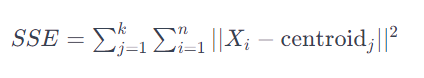 SSE = ∑_{j=1}^{k} ∑_{i=1}^{n} ||X_i − centroid_j||^2